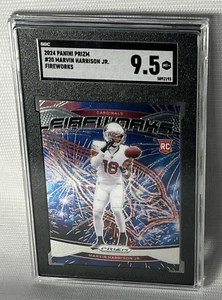 SGC
2024 PANINI PRIZM
#20 MARVIN HARRISON JR.
FIREWORKS
9.5
CARDINALS
FIREWORKS
RC
18
PRIZM
MARVIN HARRISON JR.